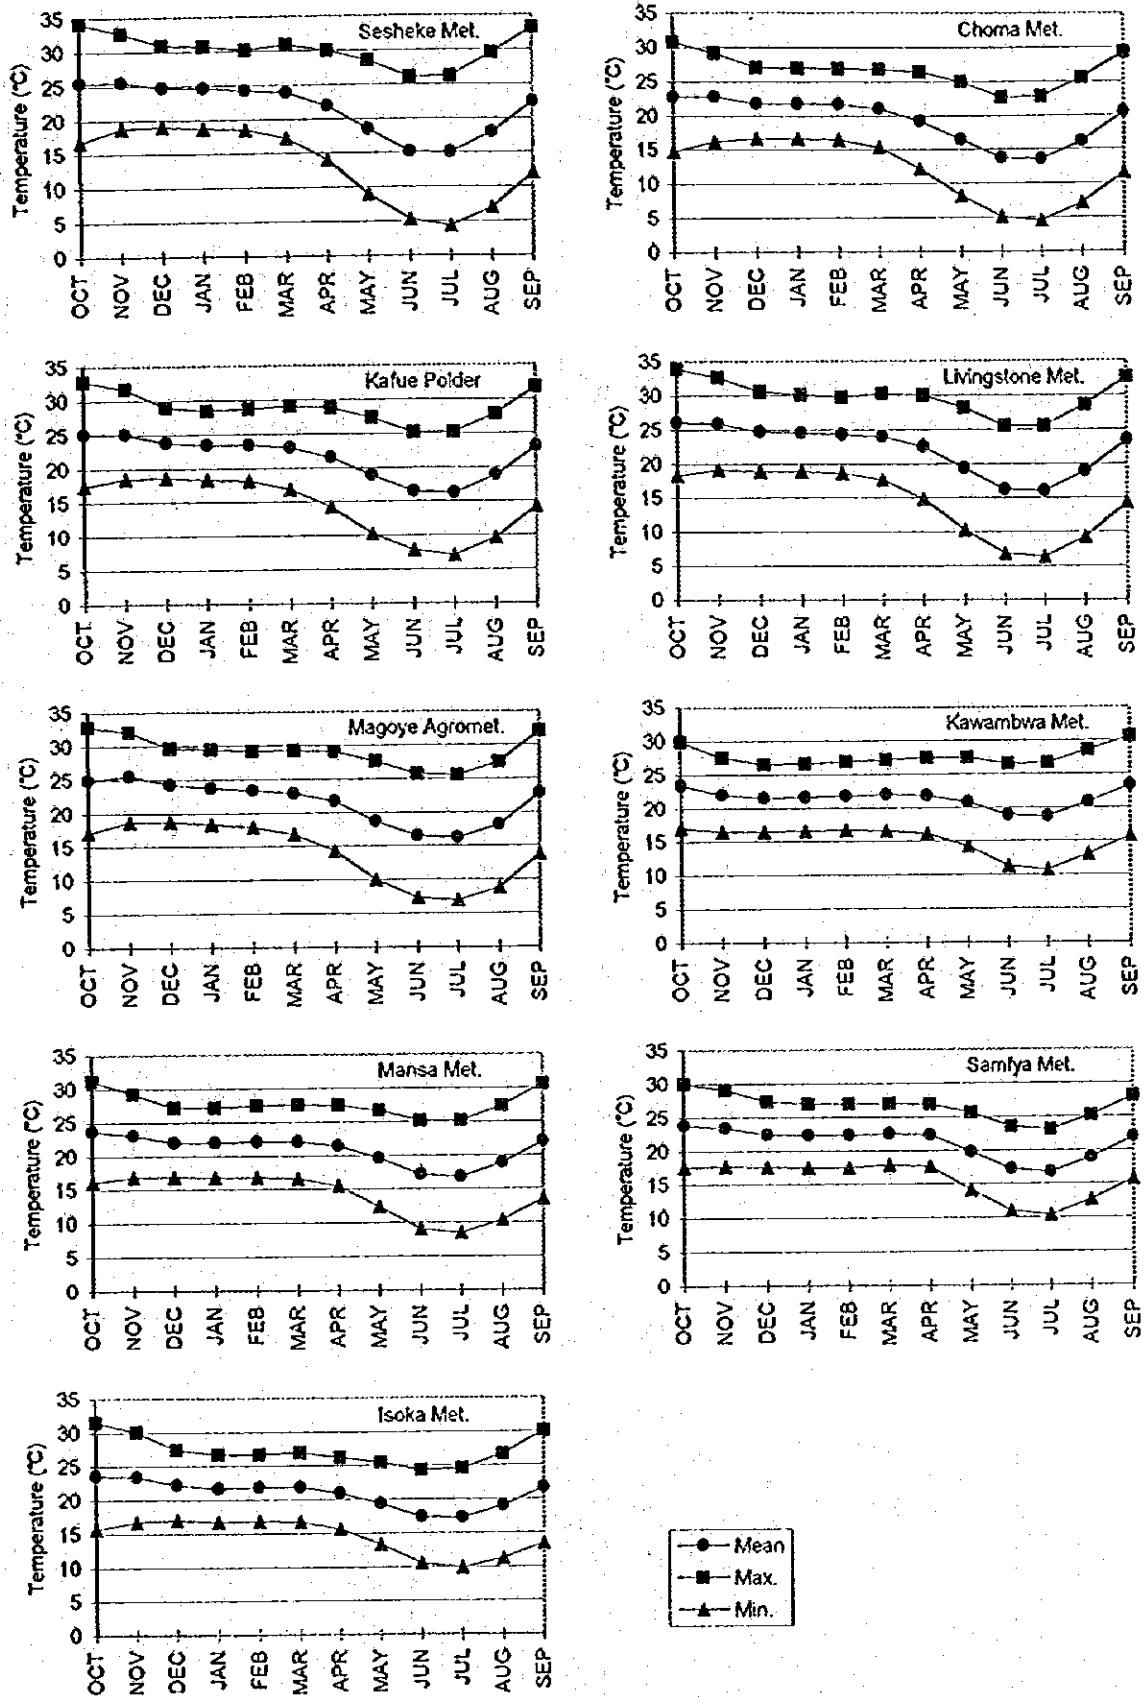 Sesheke Met.
Temperature (°C)
35
30
25
20
15
10
5
0
OCT
NOV
DEC
JAN
FEB
MAR
APR
MAY
JUN
JUL
AUG
SEP
Choma Met.
Temperature (°C)
35
30
25
20
15
10
5
0
OCT
NOV
DEC
JAN
FEB
MAR
APR
MAY
JUN
JUL
AUG
SEP
Kafue Polder
Temperature (°C)
35
30
25
20
15
10
5
0
OCT
NOV
DEC
JAN
FEB
MAR
APR
MAY
JUN
JUL
AUG
SEP
Livingstone Met.
Temperature (°C)
35
30
25
20
15
10
5
0
OCT
NOV
DEC
JAN
FEB
MAR
APR
MAY
JUN
JUL
AUG
SEP
Magoye Agromet.
Temperature (°C)
35
30
25
20
15
10
5
0
OCT
NOV
DEC
JAN
FEB
MAR
APR
MAY
JUN
JUL
AUG
SEP
Kawambwa Met.
Temperature (°C)
35
30
25
20
15
10
5
0
OCT
NOV
DEC
JAN
FEB
MAR
APR
MAY
JUN
JUL
AUG
SEP
Mansa Met.
Temperature (°C)
35
30
25
20
15
10
5
0
OCT
NOV
DEC
JAN
FEB
MAR
APR
MAY
JUN
JUL
AUG
SEP
Samfya Met.
Temperature (°C)
35
30
25
20
15
10
5
0
OCT
NOV
DEC
JAN
FEB
MAR
APR
MAY
JUN
JUL
AUG
SEP
Isoka Met.
Temperature (°C)
35
30
25
20
15
10
5
0
OCT
NOV
DEC
JAN
FEB
MAR
APR
MAY
JUN
JUL
AUG
SEP
Mean
Max.
Min.